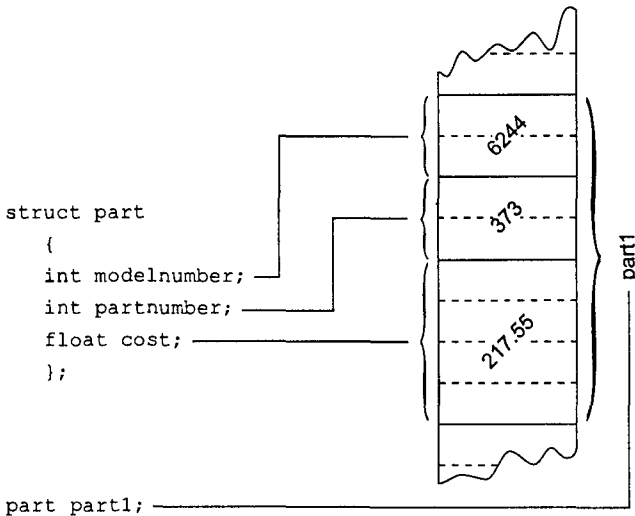 struct part
{
int modelnumber;
int partnumber;
float cost;
};
part part1;
6244
373
217.55
part1